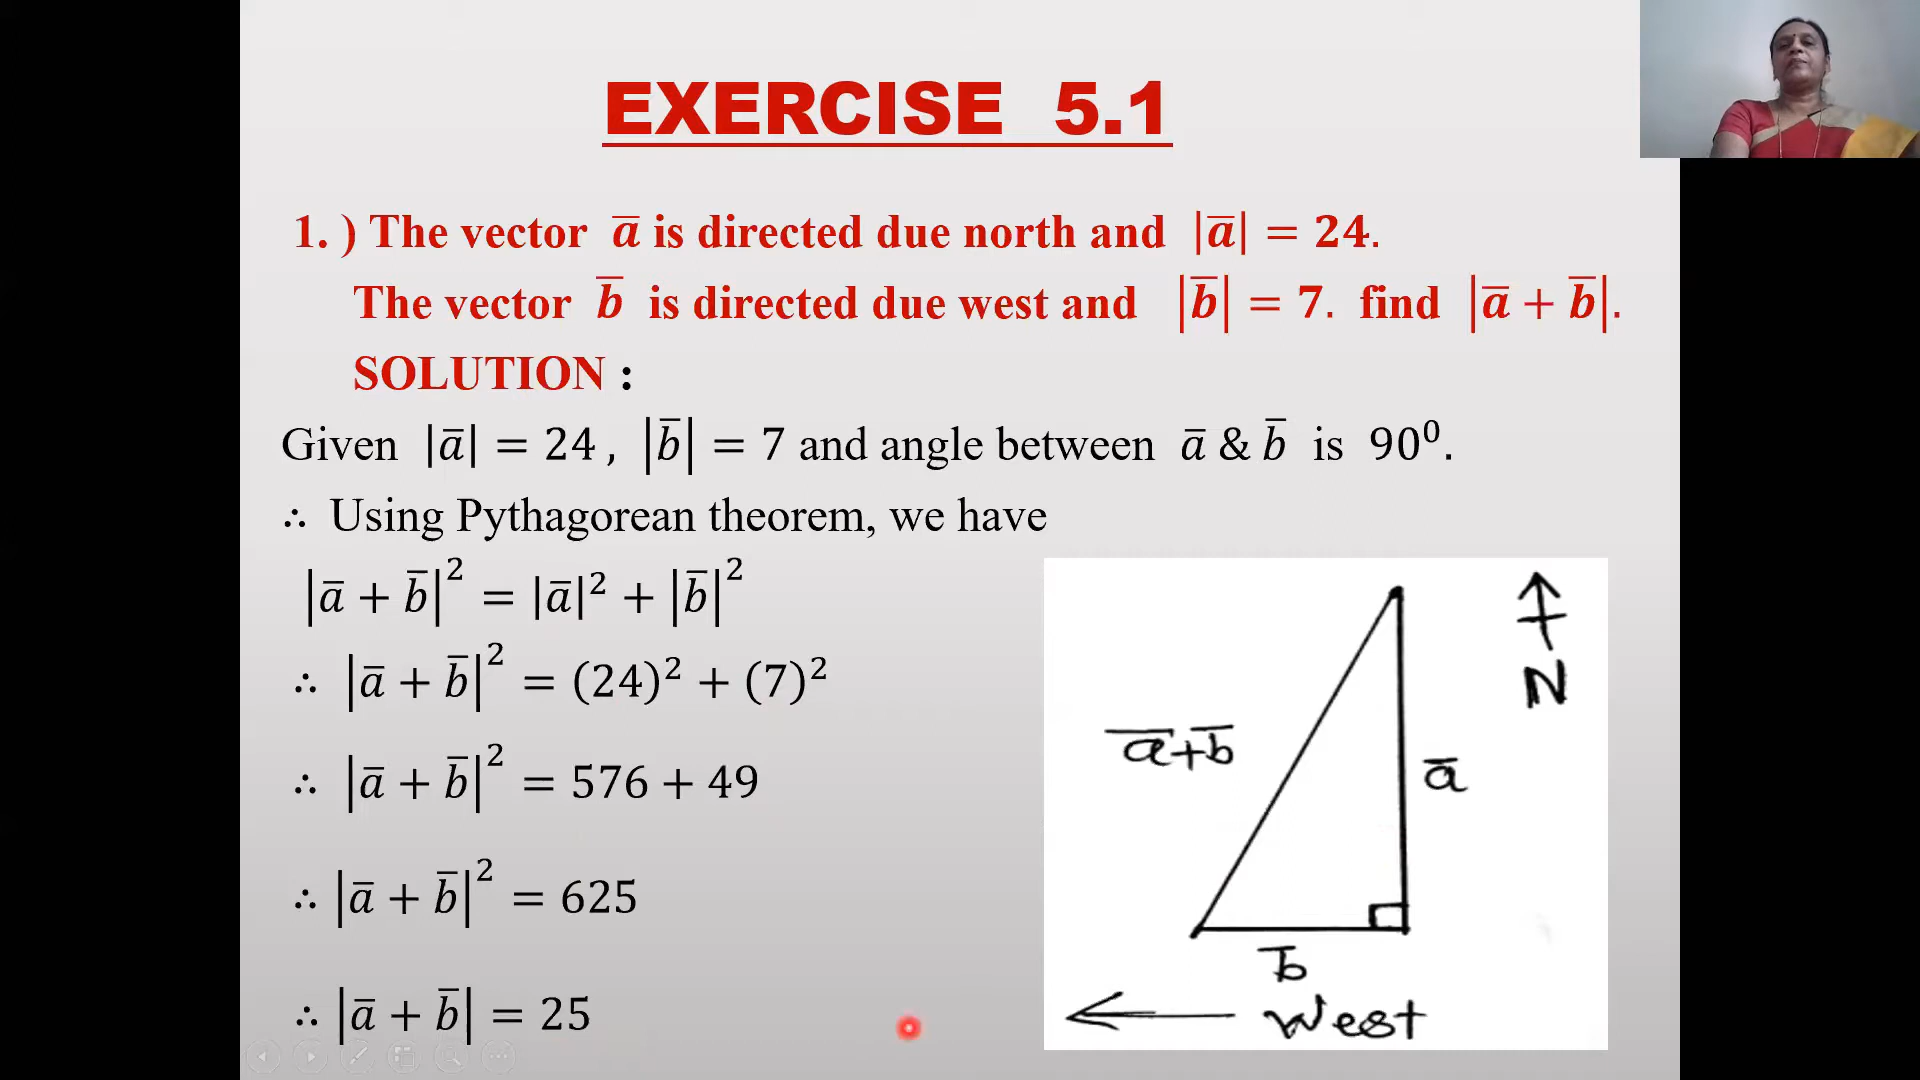 EXERCISE 5.1
1. ) The vector a̅ is directed due north and |a̅| = 24.
The vector b̅ is directed due west and |b̅| = 7. find |a̅ + b̅|.
SOLUTION :
Given |a̅| = 24 , |b̅| = 7 and angle between a̅ & b̅ is 90⁰.
∴ Using Pythagorean theorem, we have
|a̅ + b̅|² = |a̅|² + |b̅|²
∴ |a̅ + b̅|² = (24)² + (7)²
∴ |a̅ + b̅|² = 576 + 49
∴ |a̅ + b̅|² = 625
∴ |a̅ + b̅| = 25
N
a̅+b̅
a̅
b̅
West